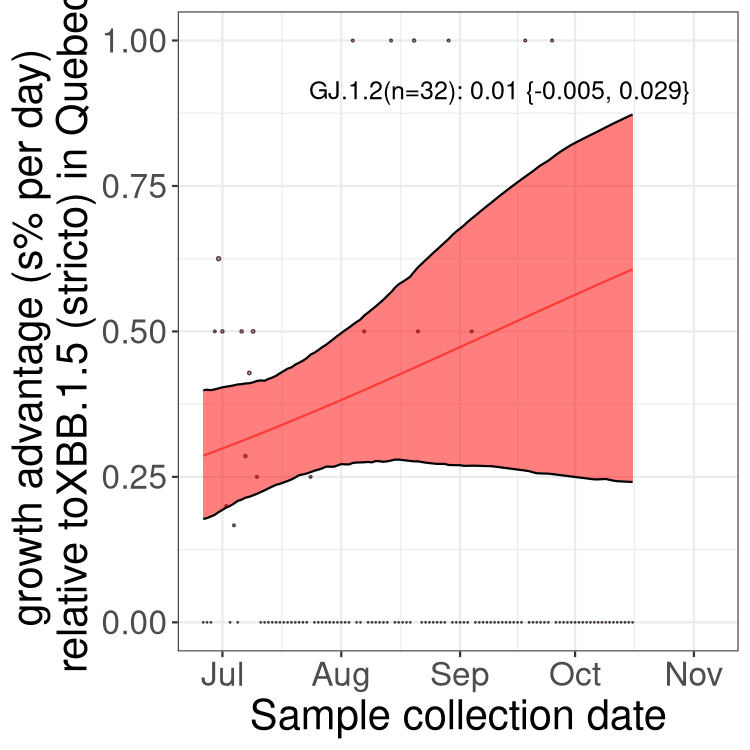 growth advantage (s% per day)
relative toXBB.1.5 (stricto) in Quebec
1.00
0.75
0.50
0.25
0.00
GJ.1.2(n=32): 0.01 {-0.005, 0.029}
Jul Aug Sep Oct Nov
Sample collection date